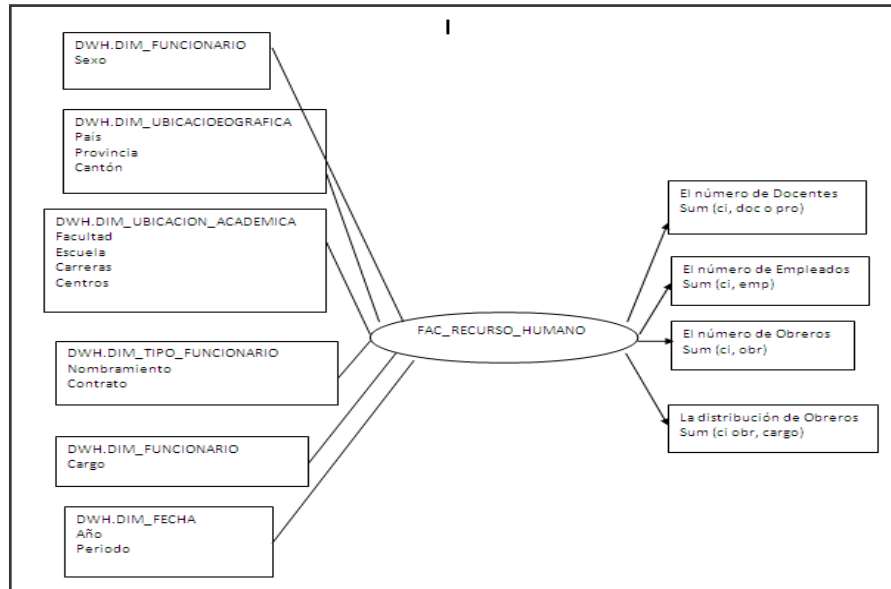 I
DWH.DIM_FUNCIONARIO
Sexo
DWH.DIM_UBICACIOEOGRAFICA
País
Provincia
Cantón
DWH.DIM_UBICACION_ACADEMICA
Facultad
Escuela
Carreras
Centros
DWH.DIM_TIPO_FUNCIONARIO
Nombramiento
Contrato
DWH.DIM_FUNCIONARIO
Cargo
DWH.DIM_FECHA
Año
Periodo
FAC_RECURSO_HUMANO
El número de Docentes
Sum (ci, doc o pro)
El número de Empleados
Sum (ci, emp)
El número de Obreros
Sum (ci, obr)
La distribución de Obreros
Sum (ci obr, cargo)